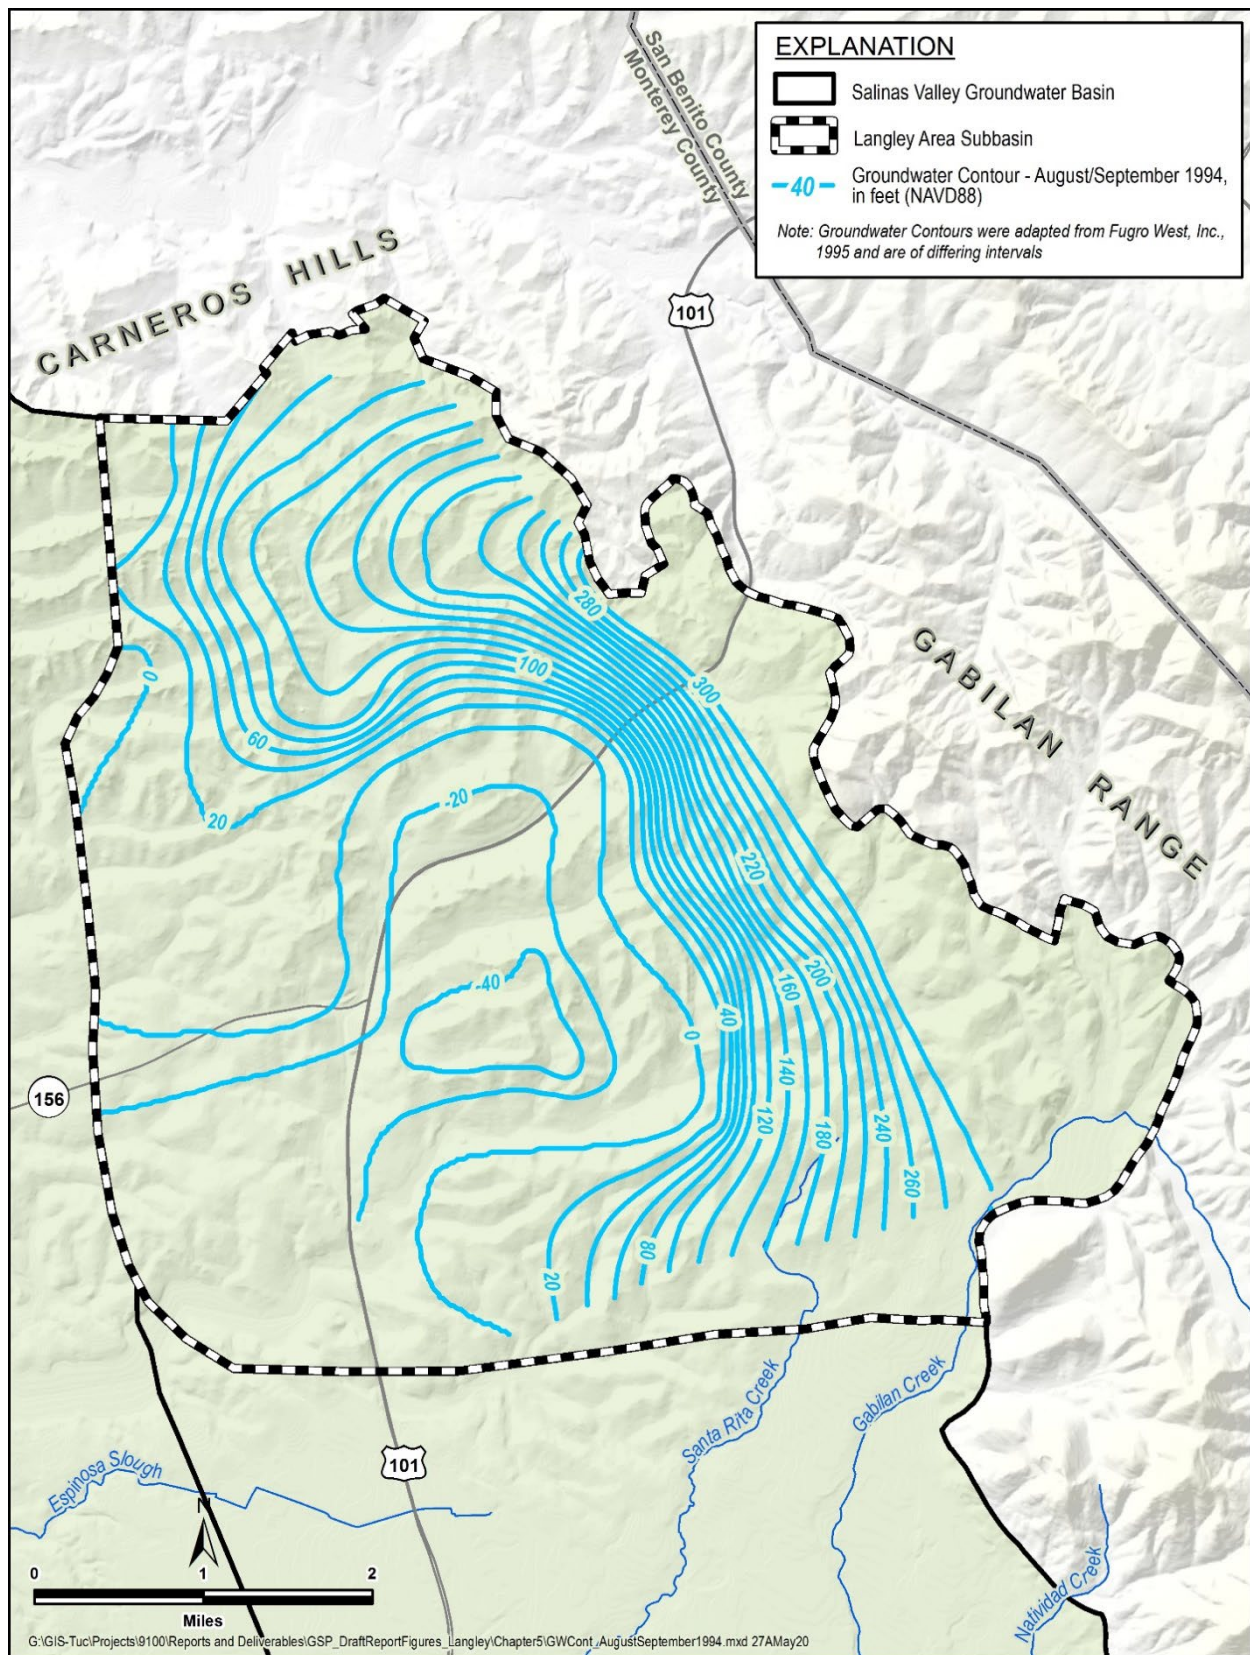 EXPLANATION
Salinas Valley Groundwater Basin
Langley Area Subbasin
40
Groundwater Contour - August/September 1994,
in feet (NAVD88)
Note: Groundwater Contours were adapted from Fugro West, Inc.,
1995 and are of differing intervals
San Benito County
Monterey County
CARNEROS HILLS
101
280
100
300
0
GABILAN RANGE
60
20
-20
220
-40
200
160
40
0
140
156
120
180
240
260
80
20
Santa Rita Creek
Gabilan Creek
101
Espinosa Slough
N
Natividad Creek
0 1 2
Miles
G:\GIS-Tuc\Projects\9100\Reports and Deliverables\GSP_DraftReportFigures_Langley\Chapter5\GWCont_AugustSeptember1994.mxd 27AMay20